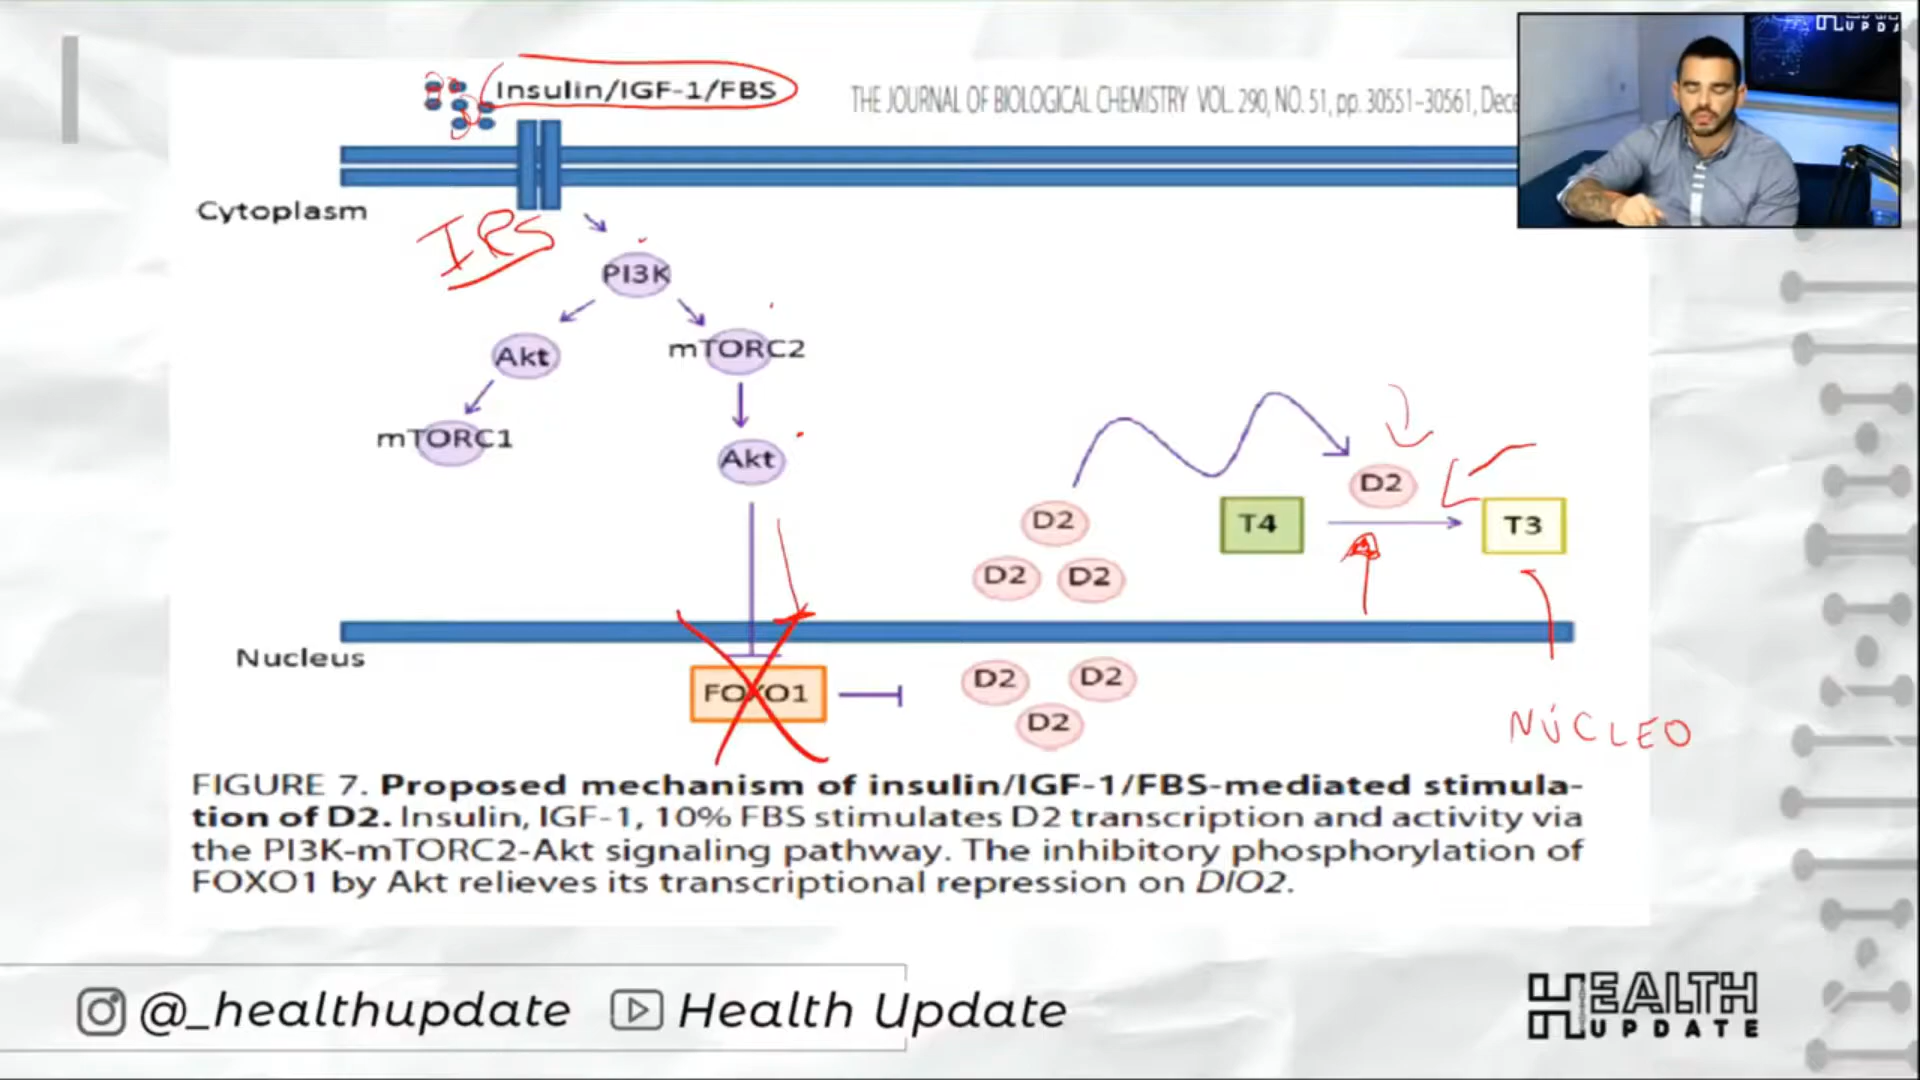 Insulin/IGF-1/FBS
THE JOURNAL OF BIOLOGICAL CHEMISTRY VOL. 290, NO. 51, pp. 30551-30561, Dece
Cytoplasm
IRS
PI3K
Akt
mTORC2
mTORC1
Akt
D2
D2
T4
T3
D2
D2
Nucleus
FOXO1
D2
D2
D2
NÚCLEO
FIGURE 7. Proposed mechanism of insulin/IGF-1/FBS-mediated stimula-
tion of D2. Insulin, IGF-1, 10% FBS stimulates D2 transcription and activity via
the PI3K-mTORC2-Akt signaling pathway. The inhibitory phosphorylation of
FOXO1 by Akt relieves its transcriptional repression on DIO2.
@_healthupdate
Health Update
HEALTH
UPDATE